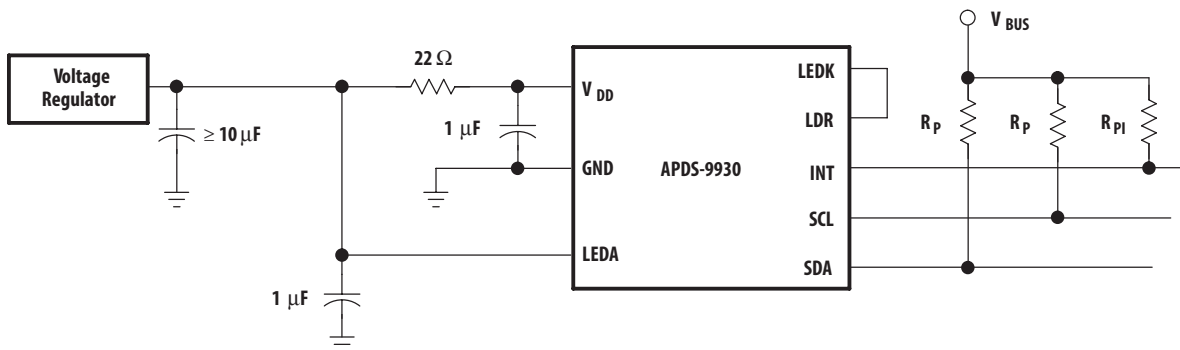 V BUS
22 Ω
Voltage
Regulator
LEDK
V DD
≥ 10 µF
1 µF
LDR
R P
R P
R PI
GND
APDS-9930
INT
SCL
LEDA
SDA
1 µF